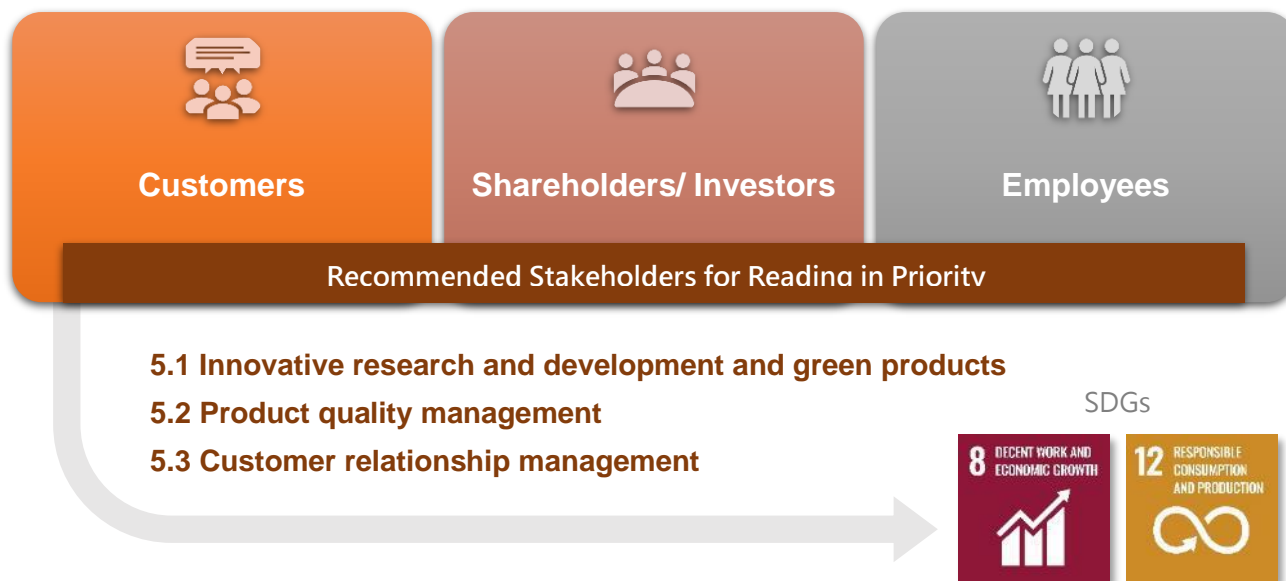 Customers
Shareholders/ Investors
Employees
Recommended Stakeholders for Reading in Priority
5.1 Innovative research and development and green products
5.2 Product quality management
5.3 Customer relationship management
SDGs
8 DECENT WORK AND
ECONOMIC GROWTH
12 RESPONSIBLE
CONSUMPTION
AND PRODUCTION